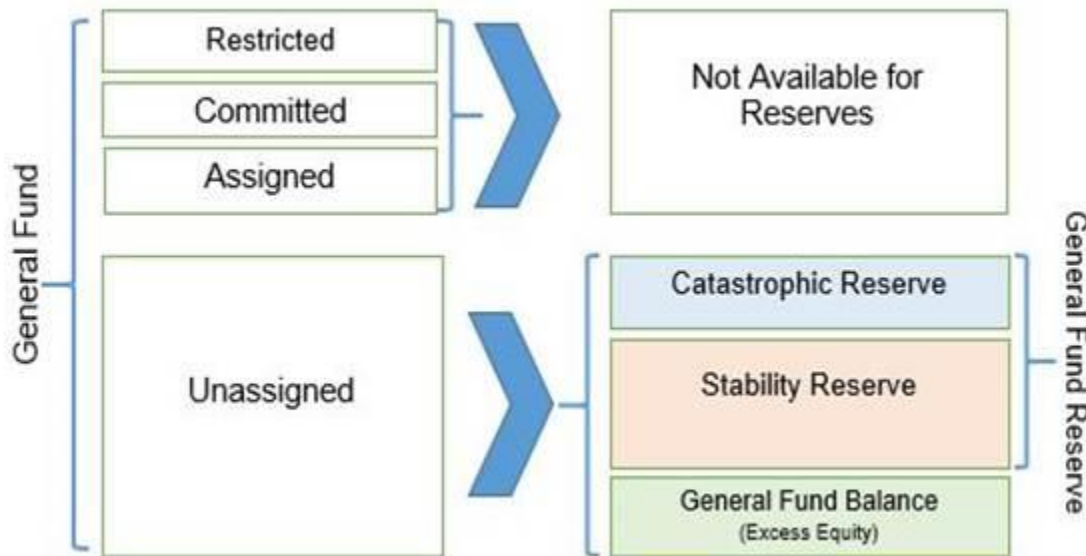 General Fund
Restricted
Committed
Assigned
Unassigned
Not Available for
Reserves
Catastrophic Reserve
Stability Reserve
General Fund Balance
(Excess Equity)
General Fund Reserve